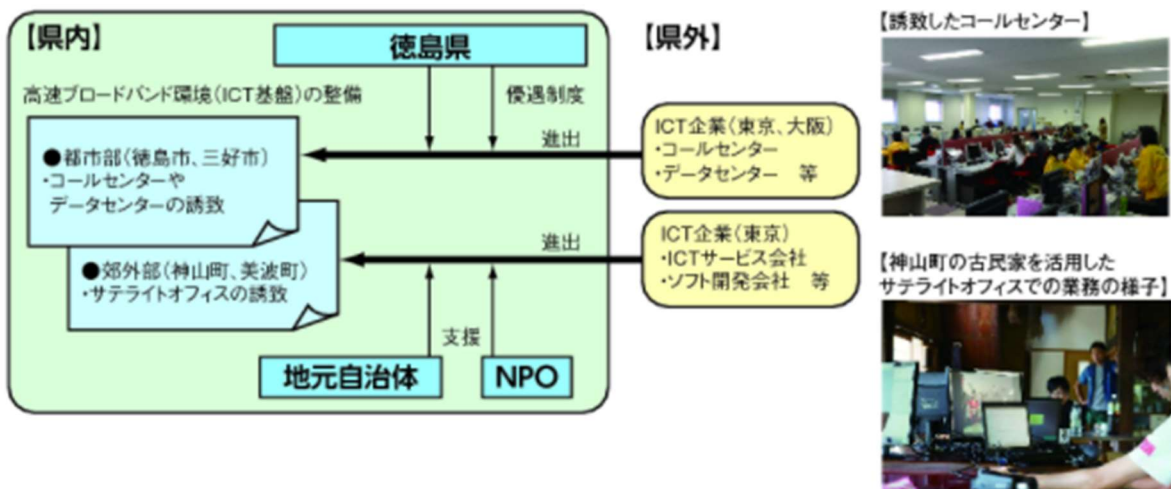 【県内】
徳島県
高速ブロードバンド環境(ICT基盤)の整備
優遇制度
●都市部(徳島市、三好市)
・コールセンターや
データセンターの誘致
進出
●郊外部(神山町、美波町)
・サテライトオフィスの誘致
進出
支援
地元自治体
NPO
【県外】
ICT企業(東京、大阪)
・コールセンター
・データセンター 等
ICT企業(東京)
・ICTサービス会社
・ソフト開発会社 等
【誘致したコールセンター】
【神山町の古民家を活用した
サテライトオフィスでの業務の様子】